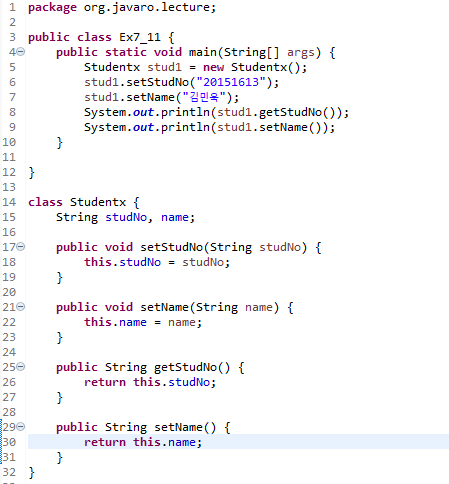 1 package org.javaro.lecture;
2
3 public class Ex7_11 {
4     public static void main(String[] args) {
5         Studentx stud1 = new Studentx();
6         stud1.setStudNo("20151613");
7         stud1.setName("김민욱");
8         System.out.println(stud1.getStudNo());
9         System.out.println(stud1.setName());
10     }
11
12 }
13
14 class Studentx {
15     String studNo, name;
16
17     public void setStudNo(String studNo) {
18         this.studNo = studNo;
19     }
20
21     public void setName(String name) {
22         this.name = name;
23     }
24
25     public String getStudNo() {
26         return this.studNo;
27     }
28
29     public String setName() {
30         return this.name;
31     }
32 }